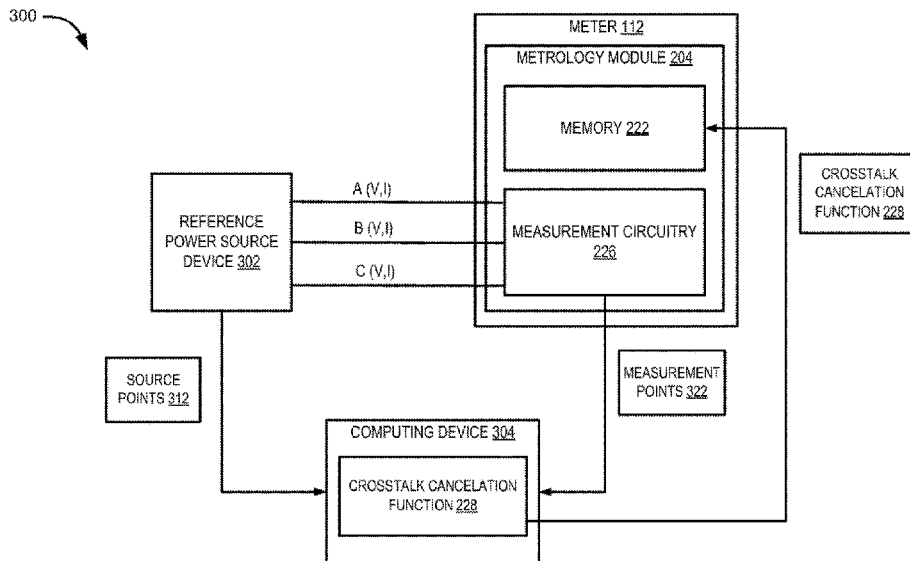 300
METER 112
METROLOGY MODULE 204
MEMORY 222
CROSSTALK
CANCELATION
FUNCTION 228
A (V,I)
REFERENCE
POWER SOURCE
DEVICE 302
B (V,I)
MEASUREMENT CIRCUITRY
226
C (V,I)
SOURCE
POINTS 312
MEASUREMENT
POINTS 322
COMPUTING DEVICE 304
CROSSTALK CANCELATION
FUNCTION 228